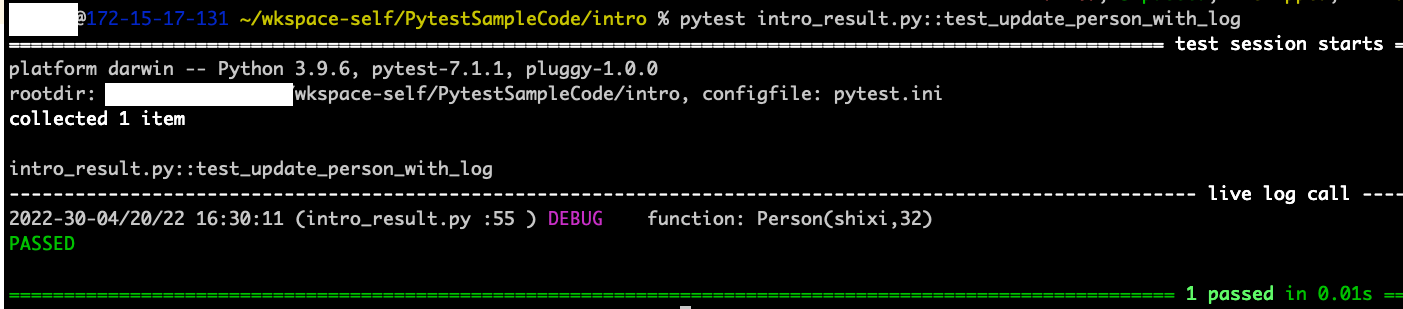 @172-15-17-131 ~/wkspace-self/PytestSampleCode/intro % pytest intro_result.py::test_update_person_with_log
============ test session starts =
platform darwin -- Python 3.9.6, pytest-7.1.1, pluggy-1.0.0
rootdir: /wkspace-self/PytestSampleCode/intro, configfile: pytest.ini
collected 1 item
intro_result.py::test_update_person_with_log
------------ live log call ----
2022-30-04/20/22 16:30:11 (intro_result.py :55 ) DEBUG    function: Person(shixi,32)
PASSED
============ 1 passed in 0.01s ==